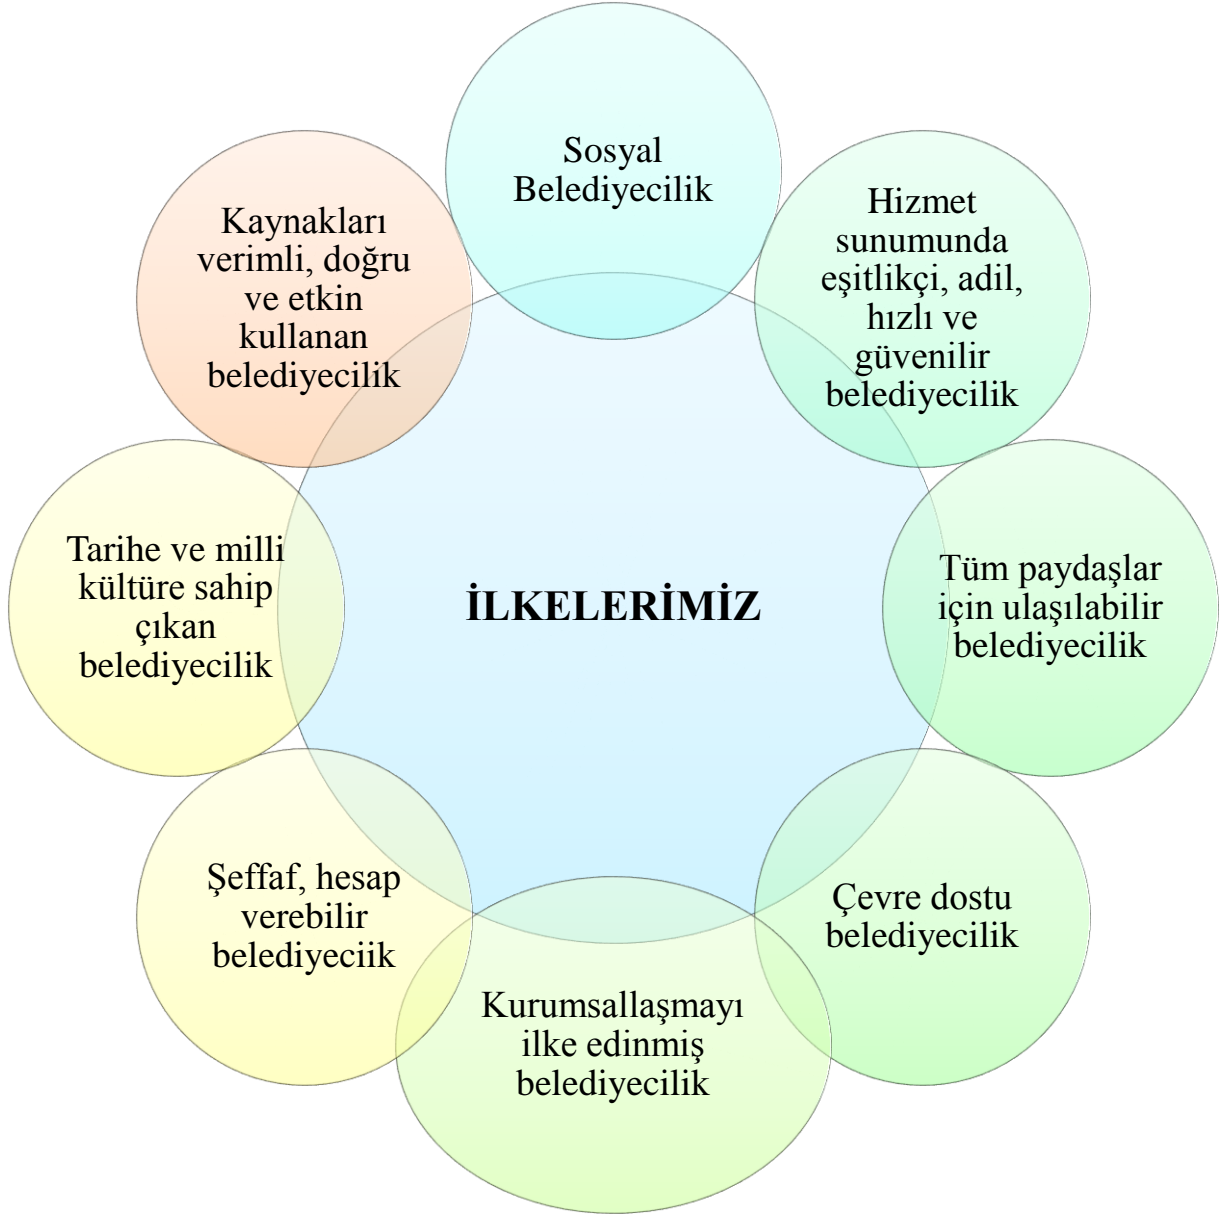 Sosyal
Belediyecilik
Hizmet
sunumunda
eşitlikçi, adil,
hızlı ve
güvenilir
belediyecilik
Tüm paydaşlar
için ulaşılabilir
belediyecilik
Çevre dostu
belediyecilik
Kurumsallaşmayı
ilke edinmiş
belediyecilik
Şeffaf, hesap
verebilir
belediyeciik
Tarihe ve milli
kültüre sahip
çıkan
belediyecilik
Kaynakları
verimli, doğru
ve etkin
kullanan
belediyecilik
İLKELERİMİZ